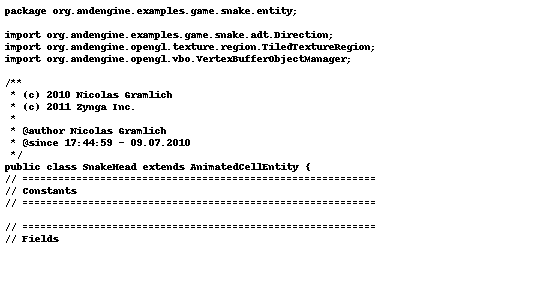 package org.andengine.examples.game.snake.entity;

import org.andengine.examples.game.snake.adt.Direction;
import org.andengine.opengl.texture.region.TiledTextureRegion;
import org.andengine.opengl.vbo.VertexBufferObjectManager;

/**
 * (c) 2010 Nicolas Gramlich
 * (c) 2011 Zynga Inc.
 *
 * @author Nicolas Gramlich
 * @since 17:44:59 - 09.07.2010
 */
public class SnakeHead extends AnimatedCellEntity {
// ===========================================================
// Constants
// ===========================================================

// ===========================================================
// Fields